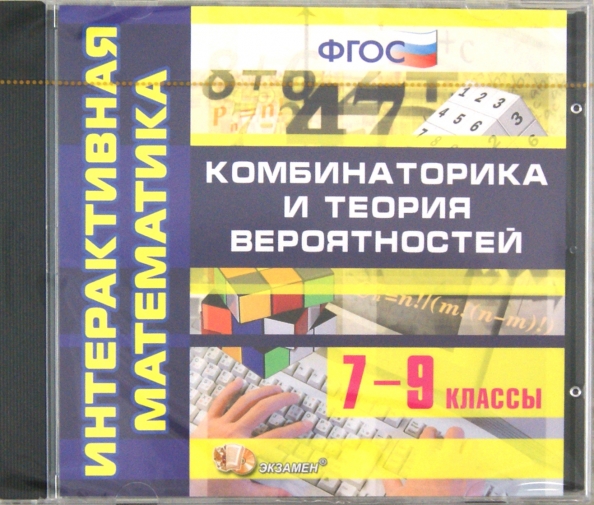 ИНТЕРАКТИВНАЯ
МАТЕМАТИКА
ФГОС
КОМБИНАТОРИКА
И ТЕОРИЯ
ВЕРОЯТНОСТЕЙ
=n!/(m!(n-m)!)
7-9 КЛАССЫ
ЭКЗАМЕН®